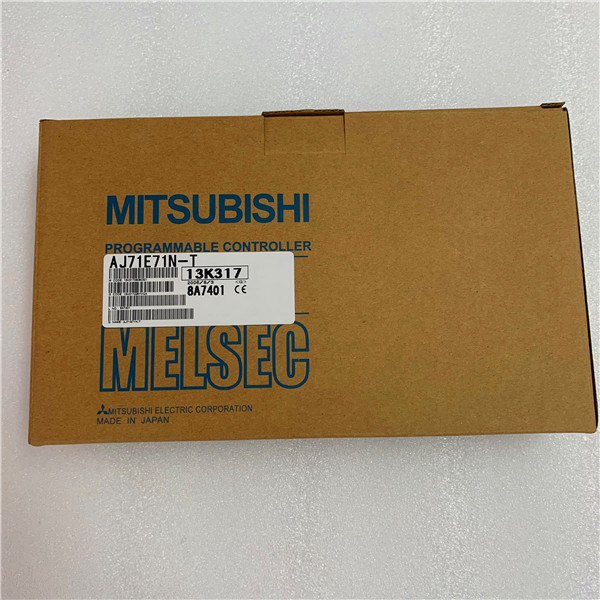 MITSUBISHI
PROGRAMMABLE CONTROLLER
AJ71E71N-T
13K317
8A7401 CE
MELSEC
MITSUBISHI ELECTRIC CORPORATION
MADE IN JAPAN